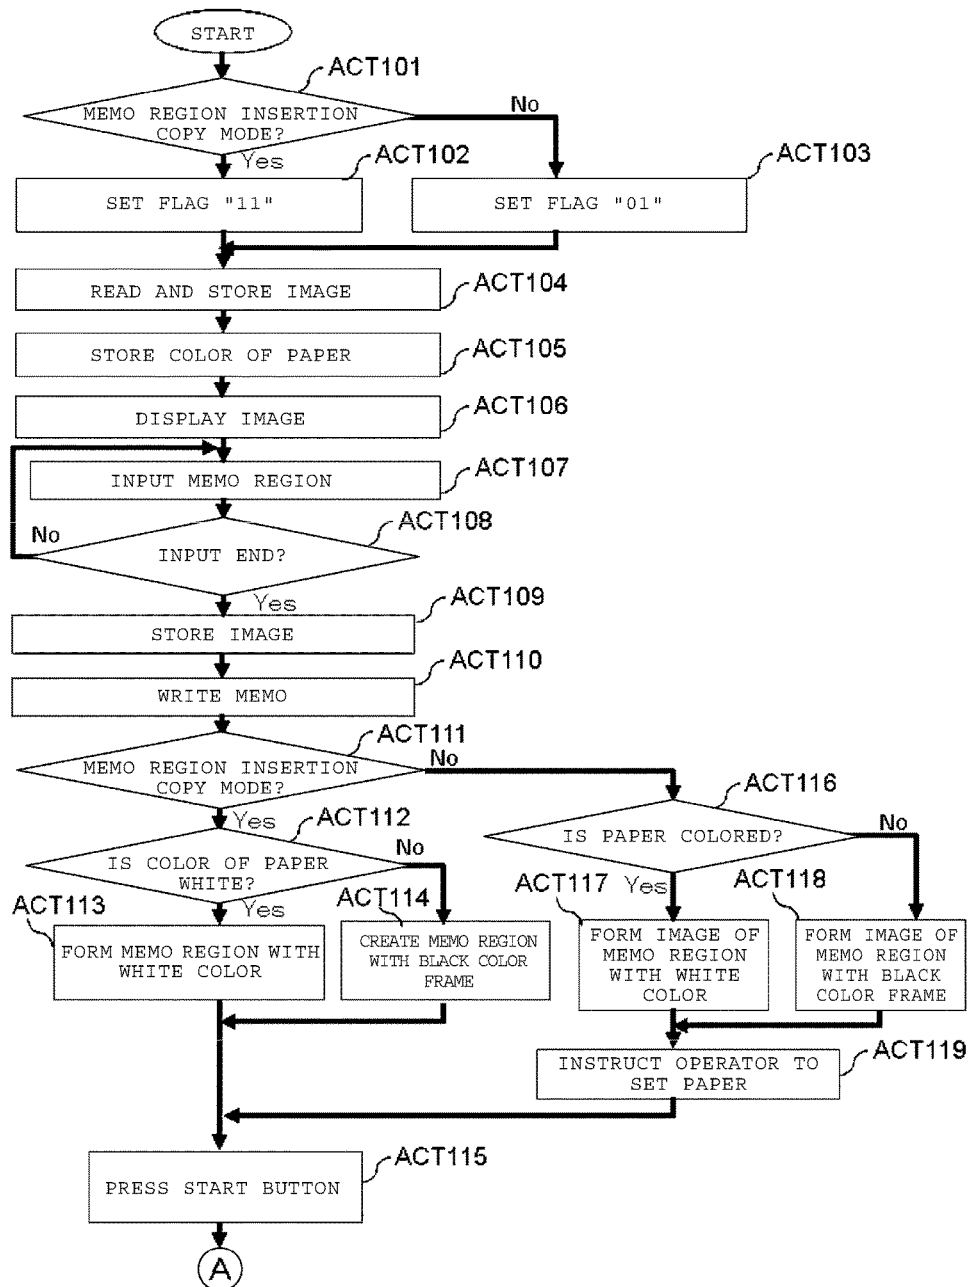 START
ACT101
MEMO REGION INSERTION
COPY MODE?
No
Yes
ACT102
SET FLAG "11"
ACT103
SET FLAG "01"
READ AND STORE IMAGE
ACT104
STORE COLOR OF PAPER
ACT105
DISPLAY IMAGE
ACT106
INPUT MEMO REGION
ACT107
ACT108
No
INPUT END?
Yes
ACT109
STORE IMAGE
ACT110
WRITE MEMO
ACT111
MEMO REGION INSERTION
COPY MODE?
No
Yes
ACT112
IS COLOR OF PAPER
WHITE?
No
Yes
ACT116
IS PAPER COLORED?
No
Yes
ACT113
FORM MEMO REGION WITH
WHITE COLOR
ACT114
CREATE MEMO REGION
WITH BLACK COLOR
FRAME
ACT117
FORM IMAGE OF
MEMO REGION
WITH WHITE
COLOR
ACT118
FORM IMAGE OF
MEMO REGION
WITH BLACK
COLOR FRAME
ACT119
INSTRUCT OPERATOR TO
SET PAPER
ACT115
PRESS START BUTTON
A